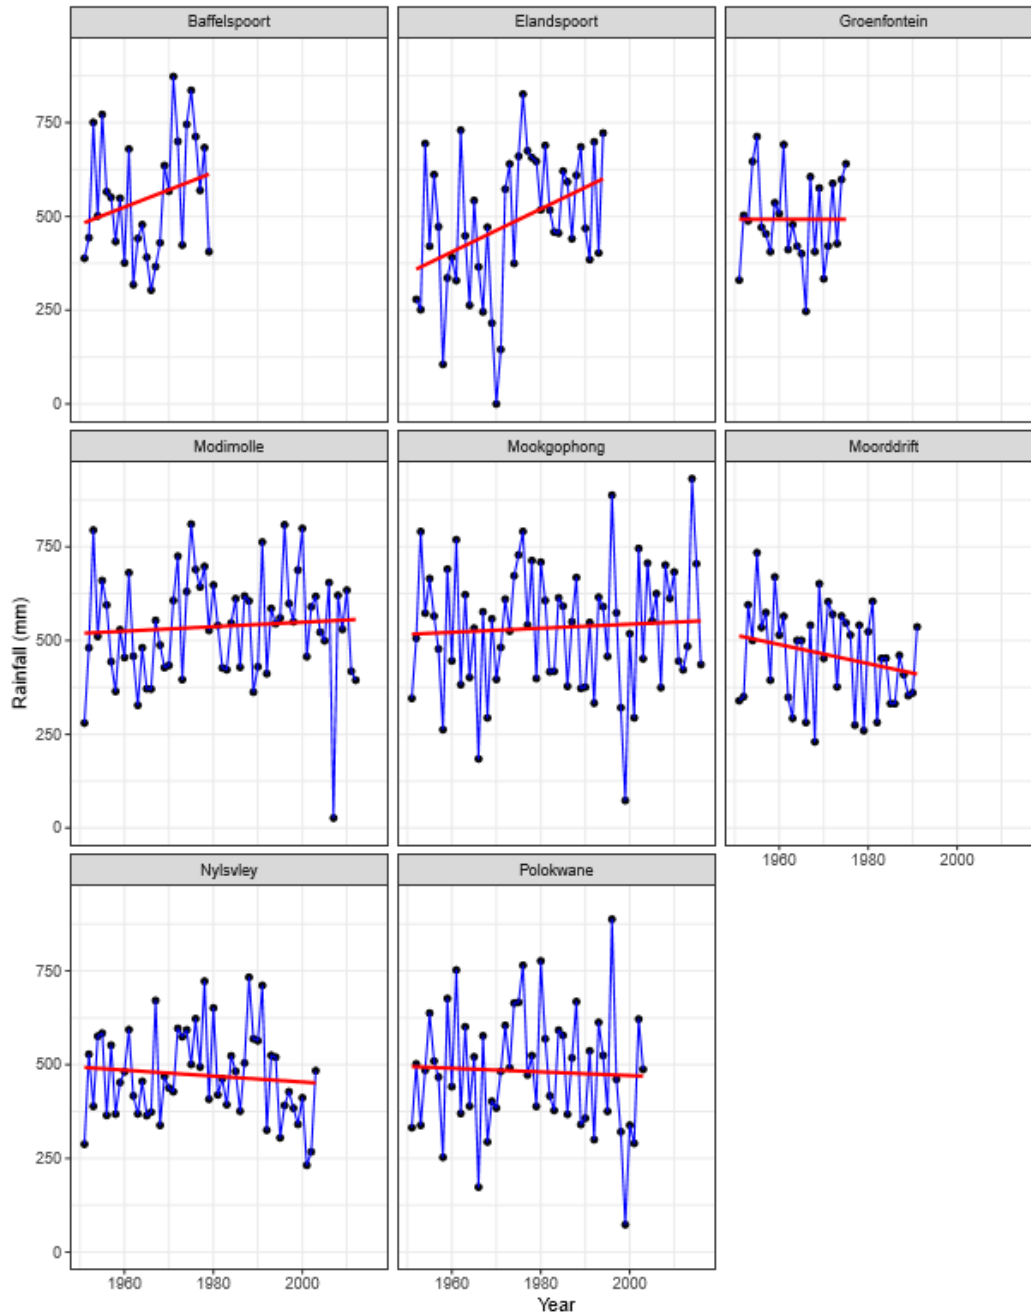 Baffelspoort
Elandspoort
Groenfontein
750
500
250
0
Modimolle
Mookgophong
Moorddrift
750
500
250
0
Rainfall (mm)
1960
1980
2000
Nylsvley
Polokwane
750
500
250
0
1960
1980
2000
1960
1980
2000
Year